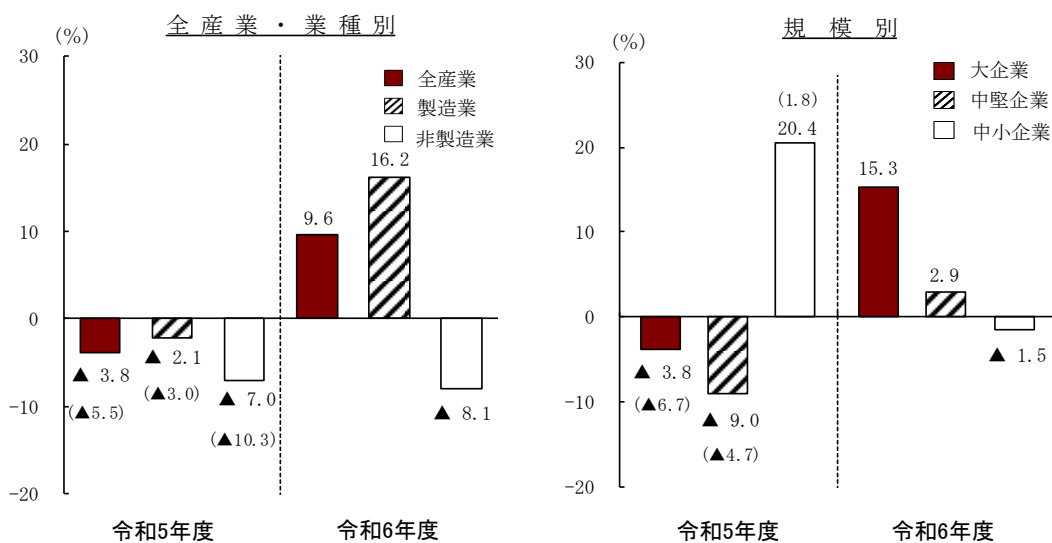 全産業・業種別
(%)
30
20
10
0
-10
-20
全産業
製造業
非製造業
▲ 3.8
(▲5.5)
▲ 2.1
(▲3.0)
▲ 7.0
(▲10.3)
9.6
16.2
▲ 8.1
令和5年度
令和6年度
規模別
(%)
30
20
10
0
-10
-20
大企業
中堅企業
中小企業
▲ 3.8
(▲6.7)
▲ 9.0
(▲4.7)
(1.8)
20.4
15.3
2.9
▲ 1.5
令和5年度
令和6年度